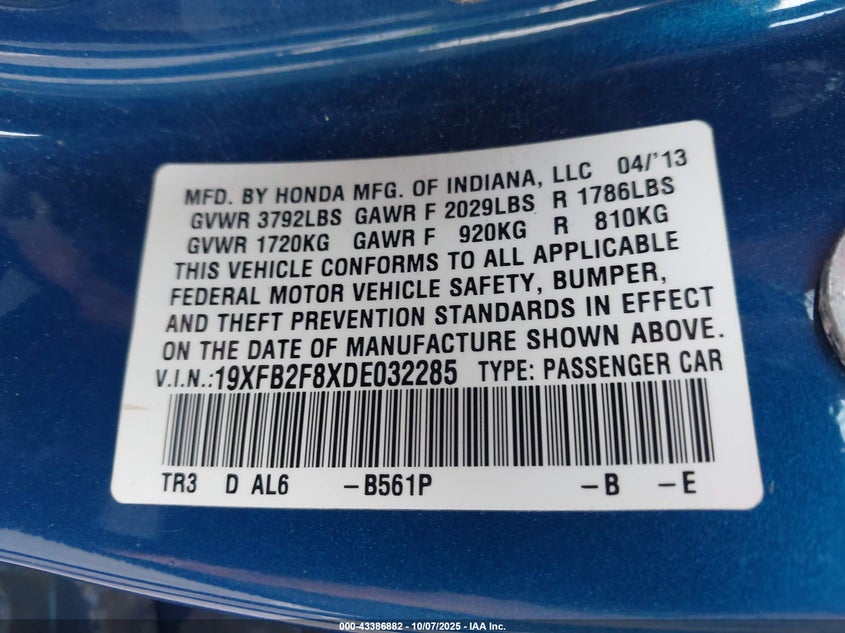 MFD. BY HONDA MFG. OF INDIANA, LLC 04/'13
GVWR 3792LBS GAWR F 2029LBS R 1786LBS
GVWR 1720KG GAWR F 920KG R 810KG
THIS VEHICLE CONFORMS TO ALL APPLICABLE
FEDERAL MOTOR VEHICLE SAFETY, BUMPER,
AND THEFT PREVENTION STANDARDS IN EFFECT
ON THE DATE OF MANUFACTURE SHOWN ABOVE.
V.I.N.:19XFB2F8XDE032285 TYPE: PASSENGER CAR
TR3 D AL6 -B561P -B -E
000-43386882 - 10/07/2025 - IAA Inc.